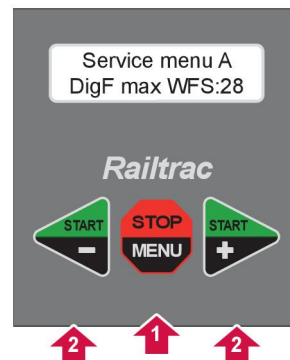 Service menu A
DigF max WFS:28
Railtrac
START
-
STOP
MENU
START
+
2
1
2